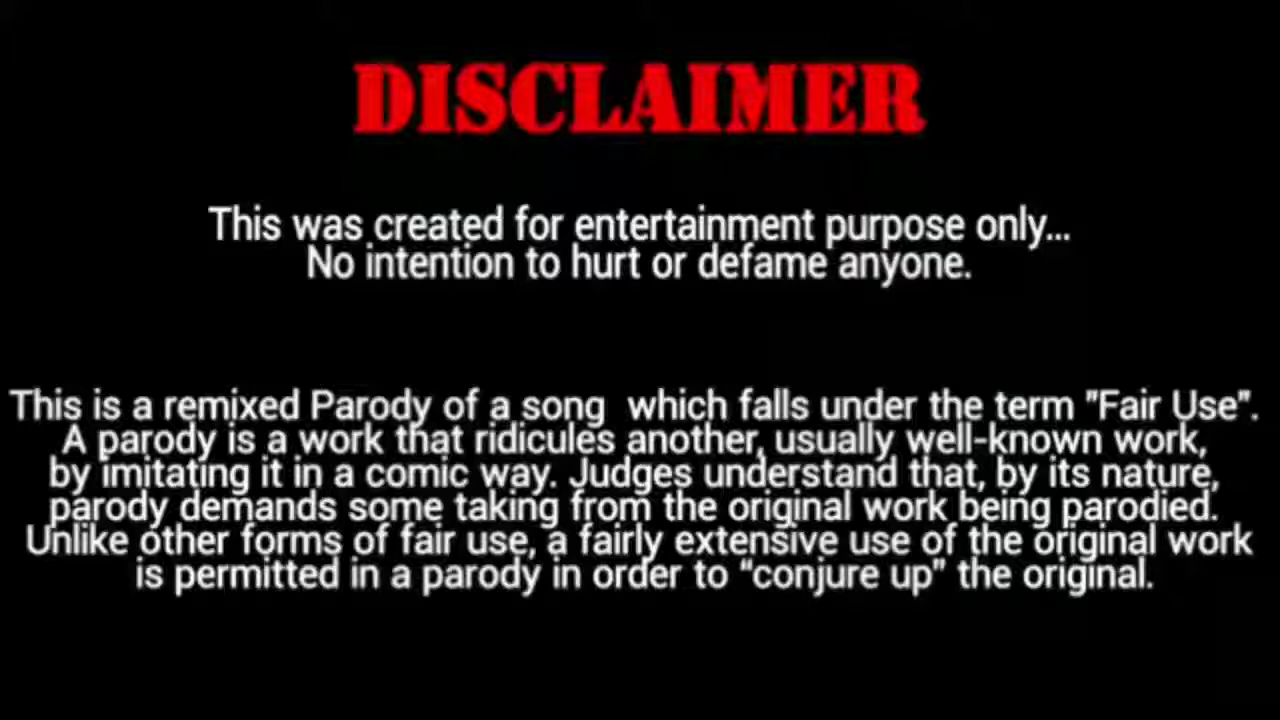 DISCLAIMER
This was created for entertainment purpose only...
No intention to hurt or defame anyone.
This is a remixed Parody of a song which falls under the term "Fair Use".
A parody is a work that ridicules another, usually well-known work,
by imitating it in a comic way. Judges understand that, by its nature,
parody demands some taking from the original work being parodied.
Unlike other forms of fair use, a fairly extensive use of the original work
is permitted in a parody in order to “conjure up” the original.